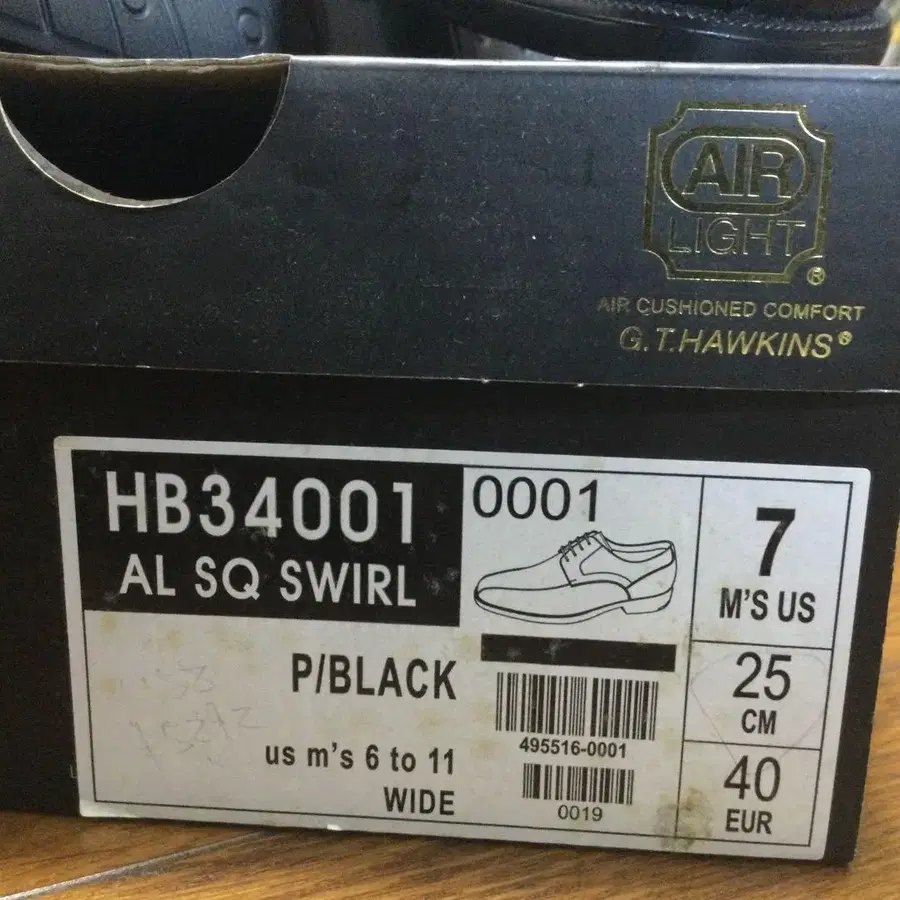 AIR
LIGHT®
AIR CUSHIONED COMFORT
G.T.HAWKINS®
HB34001
AL SQ SWIRL
0001
7
M'S US
P/BLACK
25
CM
495516-0001
us m's 6 to 11
WIDE
0019
40
EUR